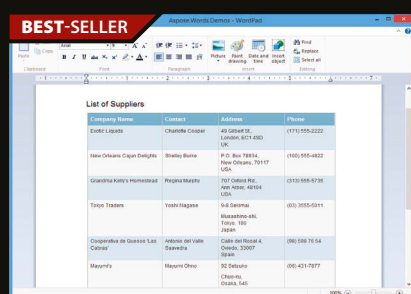 BEST-SELLER
Aspose.Words.Demos - WordPad
Paste
Copy
Arial
Picture
Paint drawing
Date and time
Insert object
Find
Replace
Select all
Clipboard
Font
Paragraph
Insert
Editing
List of Suppliers
Company Name Contact Address Phone
Exotic Liquids Charlotte Cooper 49 Gilbert St. (171) 555-2222
London, EC1 4SD
UK
New Orleans Cajun Delights Shelley Burke P.O. Box 78934, (100) 555-4822
New Orleans, 70117
USA
Grandma Kelly's Homestead Regina Murphy 707 Oxford Rd. (313) 555-5735
Ann Arbor, 48104
USA
Tokyo Traders Yoshi Nagase 9-8 Sekimai (03) 3555-5011
Musashino-shi,
Tokyo, 100
Japan
Cooperativa de Quesos 'Las Antonio del Valle Calle del Rosal 4, (98) 598 76 54
Cabras' Saavedra Oviedo, 33007
Spain
Mayumi's Mayumi Ohno 92 Setsuko (06) 431-7877
Chuo-ku,
Osaka, 545
100%